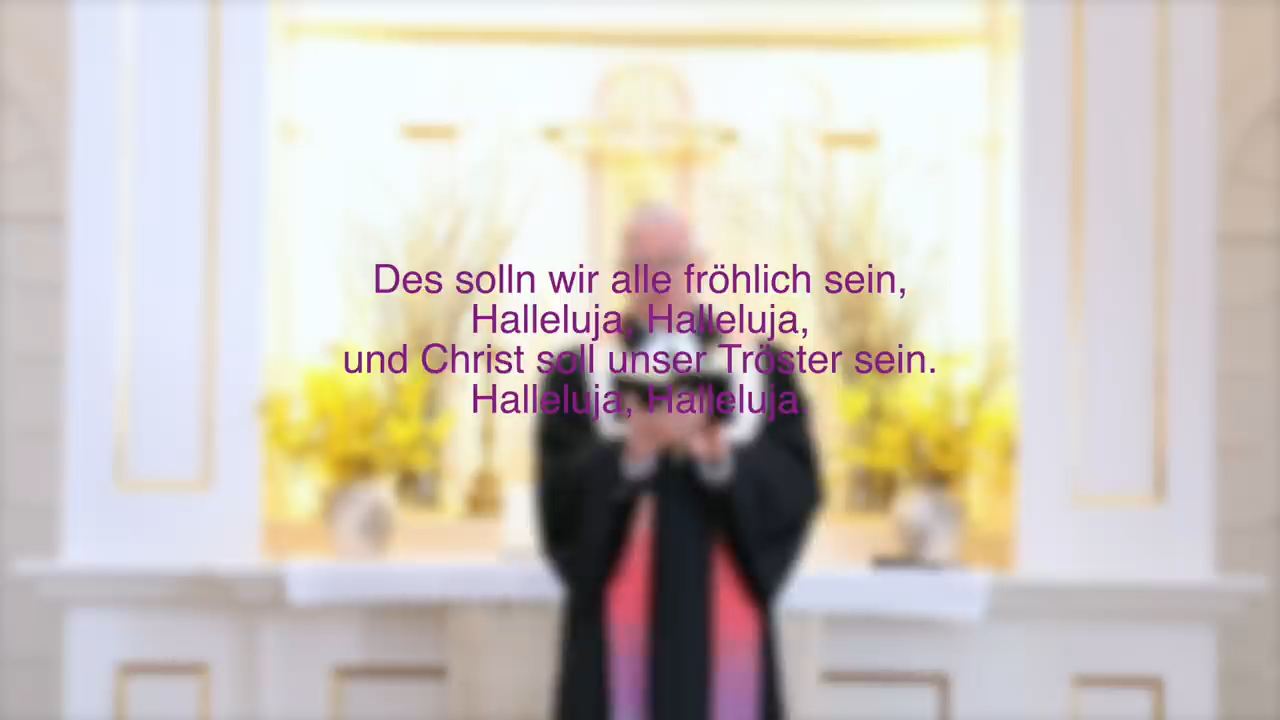 Des solln wir alle fröhlich sein,
Halleluja, Halleluja,
und Christ soll unser Tröster sein.
Halleluja, Halleluja.